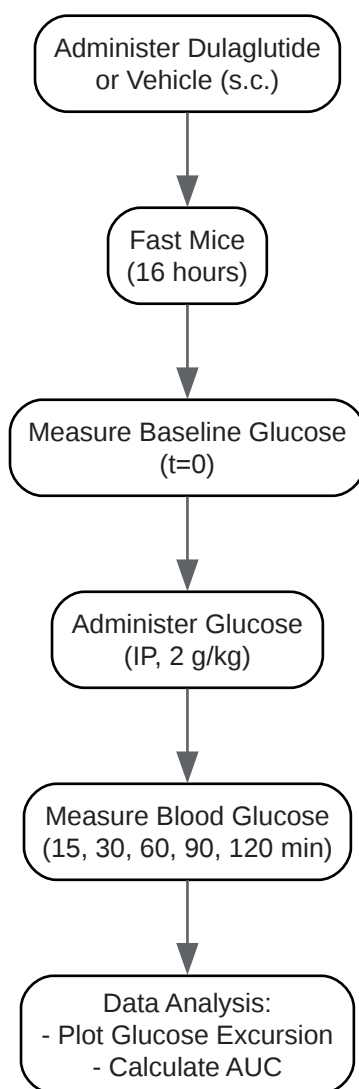 Administer Dulaglutide
or Vehicle (s.c.)
Fast Mice
(16 hours)
Measure Baseline Glucose
(t=0)
Administer Glucose
(IP, 2 g/kg)
Measure Blood Glucose
(15, 30, 60, 90, 120 min)
Data Analysis:
- Plot Glucose Excursion
- Calculate AUC